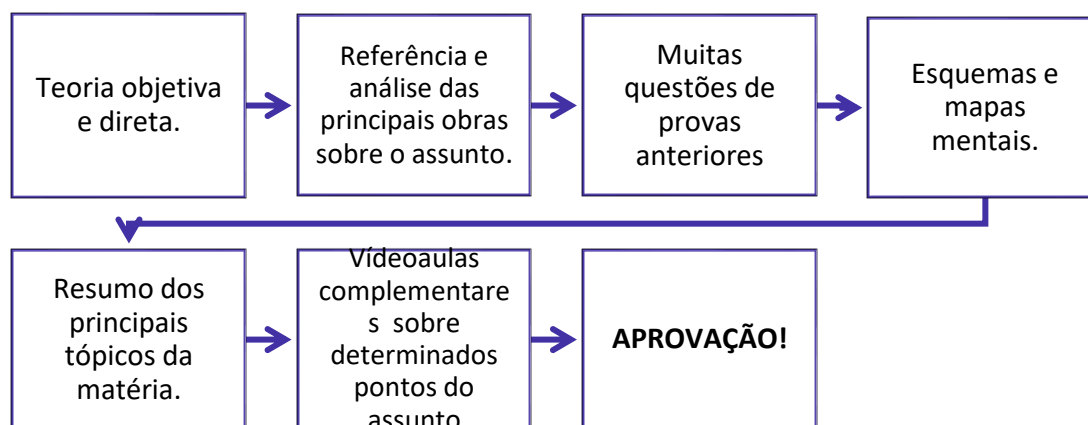 Teoria objetiva
e direta.
Referência e
análise das
principais obras
sobre o assunto.
Muitas
questões de
provas
anteriores
Esquemas e
mapas
mentais.
Resumo dos
principais
tópicos da
matéria.
Vídeoaulas
complementare
s sobre
determinados
pontos do
assunto
APROVAÇÃO!